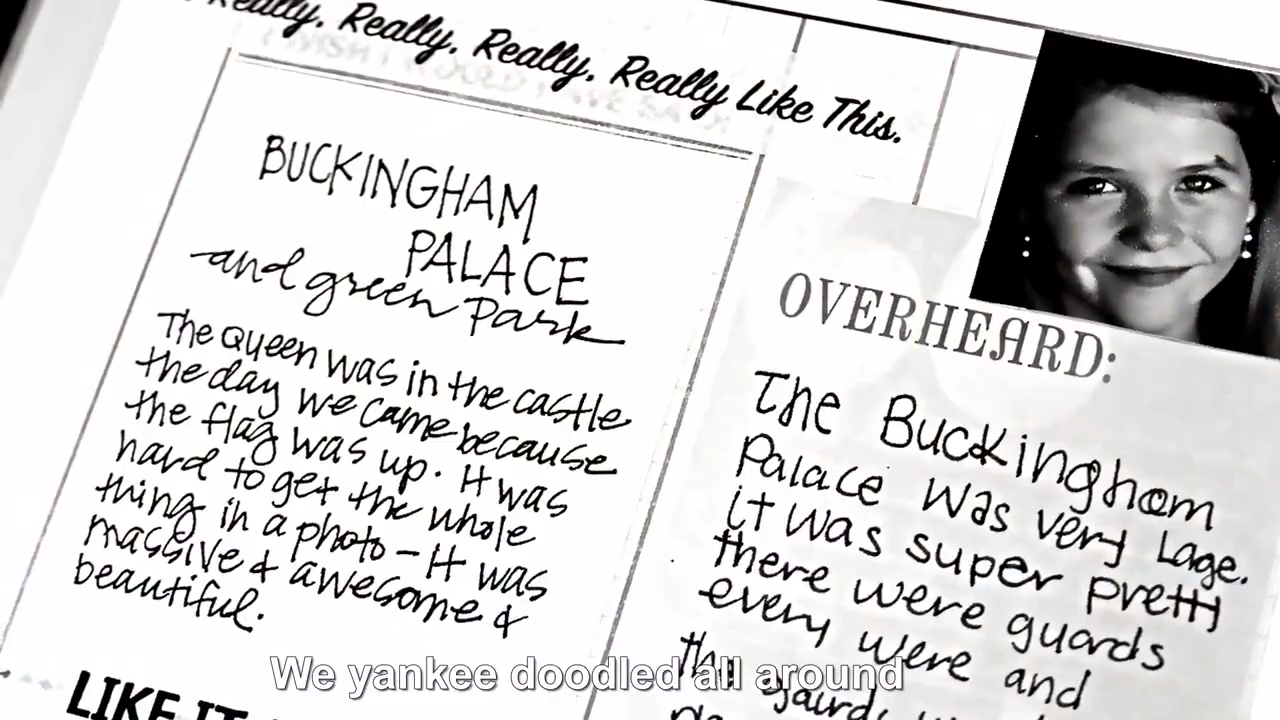 Really. Really. Really. Really Like This.
BUCKINGHAM
PALACE
and green Park
The Queen was in the castle
the day we came because
the flag was up. It was
hard to get the whole
thing in a photo – It was
massive & awesome &
beautiful.
LIKE IT
OVERHEARD:
The Buckingham
Palace was very Lage.
it was super pretty
there were guards
every were and
the gaurds
We yankee doodled all around